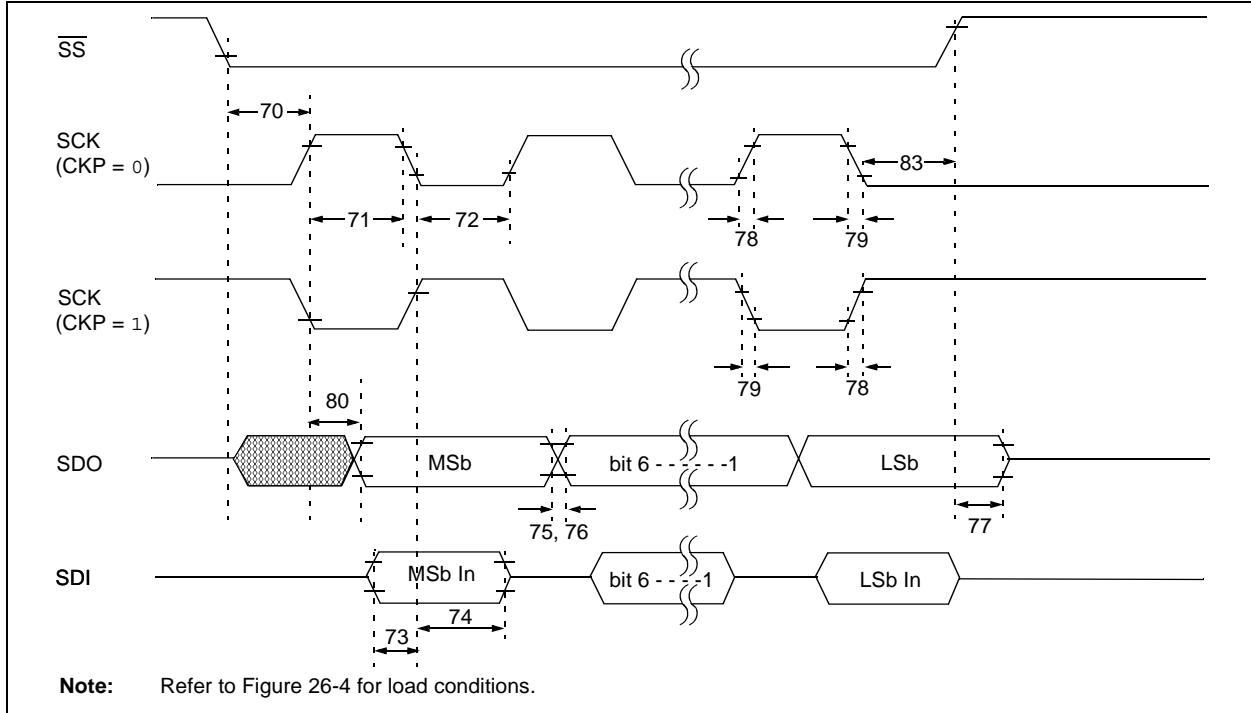 SS
70
SCK
(CKP = 0)
83
71
72
78
79
SCK
(CKP = 1)
79
78
80
SDO
MSb
bit 6 - - - - - -1
LSb
75, 76
77
SDI
MSb In
bit 6 - - - -1
LSb In
74
73
Note: Refer to Figure 26-4 for load conditions.